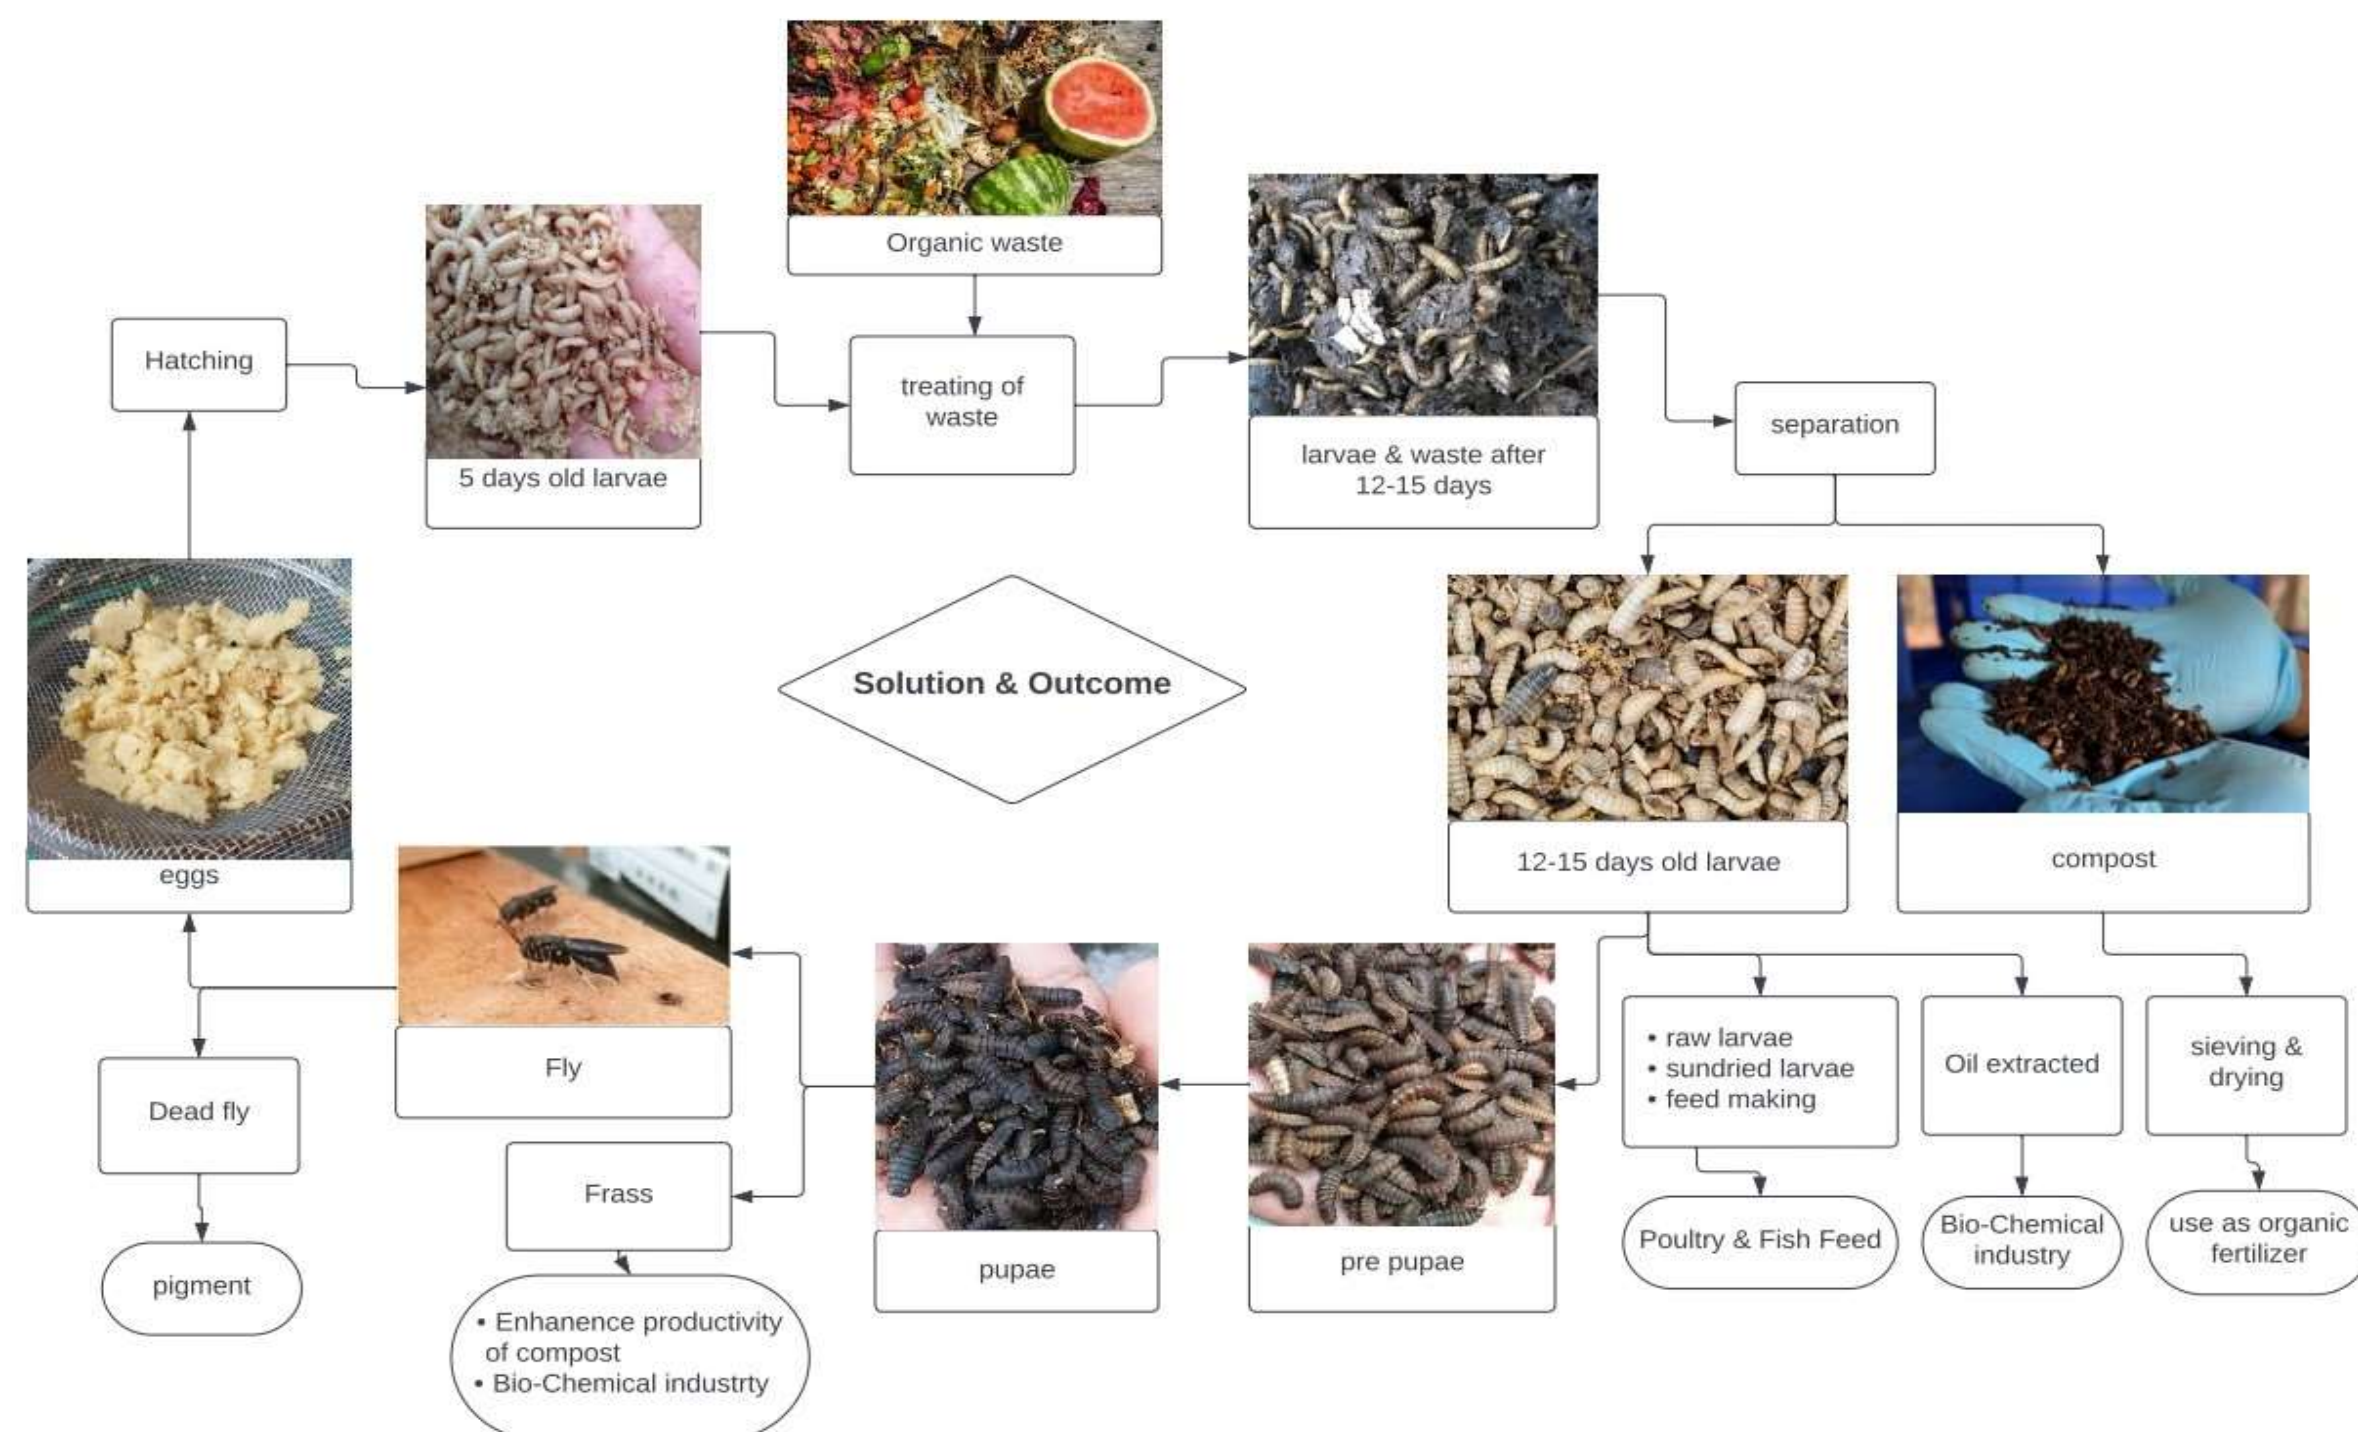 Organic waste
Hatching
treating of
waste
5 days old larvae
larvae & waste after
12-15 days
separation
Solution & Outcome
eggs
12-15 days old larvae
compost
Fly
Dead fly
pigment
Frass
• Enhanence productivity
of compost
• Bio-Chemical industrty
pupae
pre pupae
• raw larvae
• sundried larvae
• feed making
Oil extracted
sieving &
drying
Poultry & Fish Feed
Bio-Chemical
industry
use as organic
fertilizer